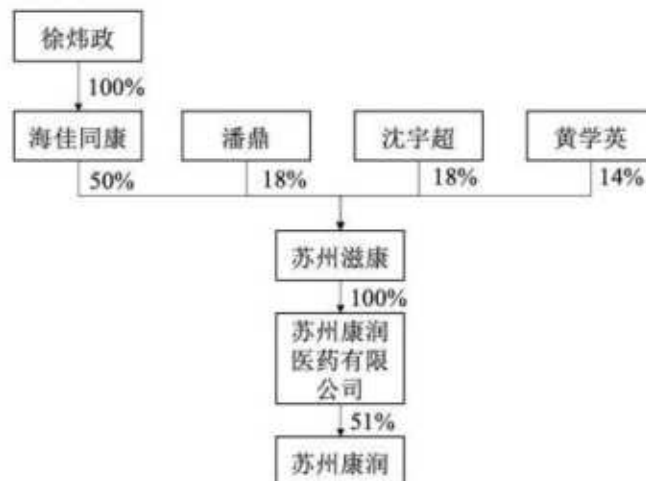 徐炜政
100%
海佳同康
潘鼎
沈宇超
黄学英
50%
18%
18%
14%
苏州滋康
100%
苏州康润
医药有限
公司
51%
苏州康润